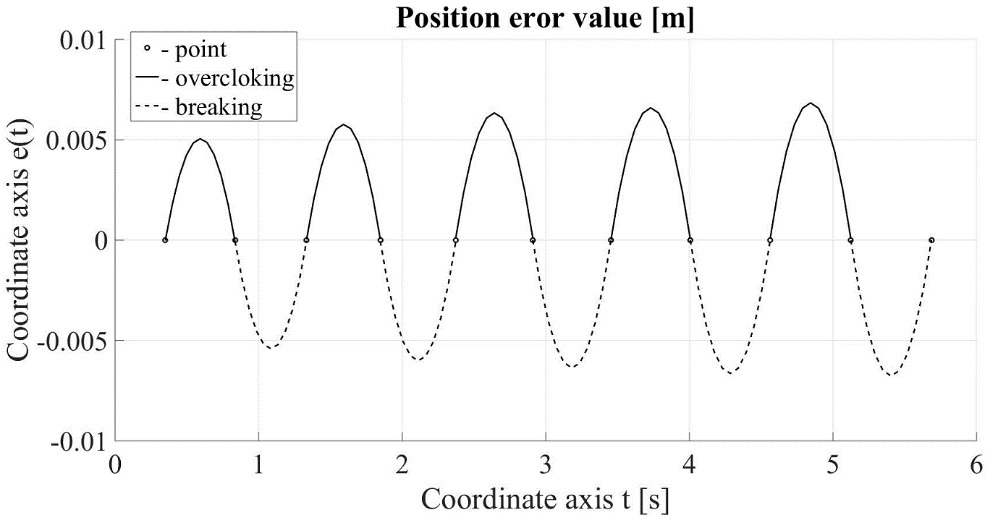 Position eror value [m]
0.01
- point
- overcloking
- breaking
0.005
0
-0.005
-0.01
Coordinate axis e(t)
0 1 2 3 4 5 6
Coordinate axis t [s]